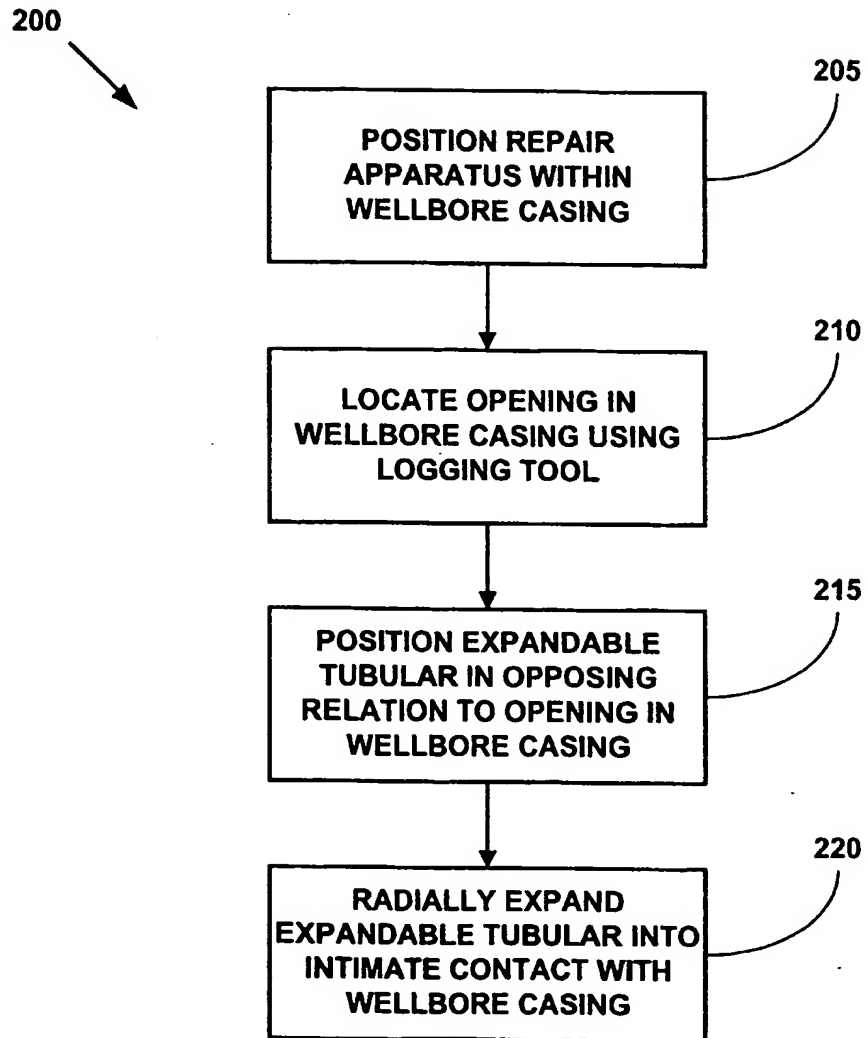 200
205
POSITION REPAIR
APPARATUS WITHIN
WELLBORE CASING
210
LOCATE OPENING IN
WELLBORE CASING USING
LOGGING TOOL
215
POSITION EXPANDABLE
TUBULAR IN OPPOSING
RELATION TO OPENING IN
WELLBORE CASING
220
RADIALLY EXPAND
EXPANDABLE TUBULAR INTO
INTIMATE CONTACT WITH
WELLBORE CASING